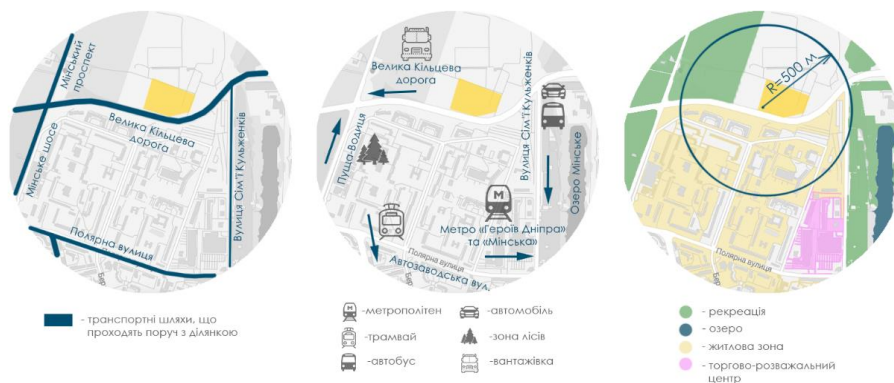 Мінський
проспект
Велика Кільцева
дорога
Мінське шосе
Вулиця Сім'ї Кульженків
Полярна вулиця
- транспортні шляхи, що
проходять поруч з ділянкою
Велика Кільцева
дорога
Вулиця Сім'ї Кульженків
Пуща-Водиця
Озеро Мінське
Метро «Героїв Дніпра»
та «Мінська»
Полярна вулиця
Автозаводська вул.
-метрополітен
-автомобіль
-трамвай
-зона лісів
-автобус
-вантажівка
R=500 м
Полярна вулиця
- рекреація
- озеро
- житлова зона
- торгово-розважальний
центр